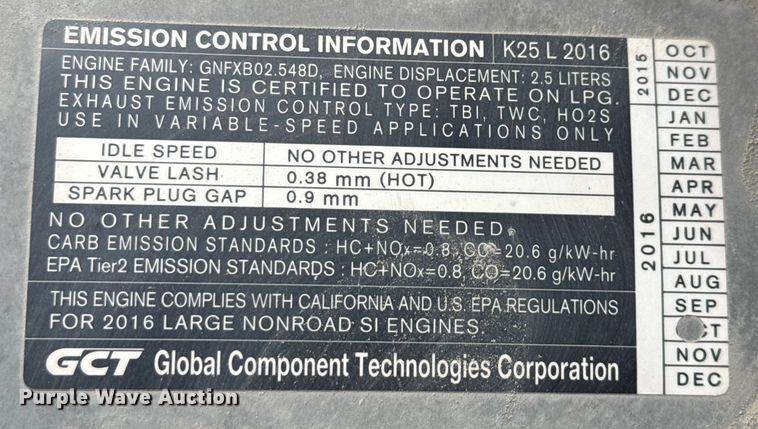 EMISSION CONTROL INFORMATION K25 L 2016
ENGINE FAMILY: GNFXB02.548D, ENGINE DISPLACEMENT: 2.5 LITERS
THIS ENGINE IS CERTIFIED TO OPERATE ON LPG.
EXHAUST EMISSION CONTROL TYPE: TBI, TWC, HO2S
USE IN VARIABLE-SPEED APPLICATIONS ONLY
IDLE SPEED NO OTHER ADJUSTMENTS NEEDED
VALVE LASH 0.38 mm (HOT)
SPARK PLUG GAP 0.9 mm
NO OTHER ADJUSTMENTS NEEDED.
CARB EMISSION STANDARDS : HC+NOx=0.8, CO=20.6 g/kW-hr
EPA Tier2 EMISSION STANDARDS : HC+NOx=0.8, CO=20.6 g/kW-hr
THIS ENGINE COMPLIES WITH CALIFORNIA AND U.S. EPA REGULATIONS
FOR 2016 LARGE NONROAD SI ENGINES.
GCT Global Component Technologies Corporation
2015
OCT
NOV
DEC
2016
JAN
FEB
MAR
APR
MAY
JUN
JUL
AUG
SEP
NOV
DEC
Purple Wave Auction